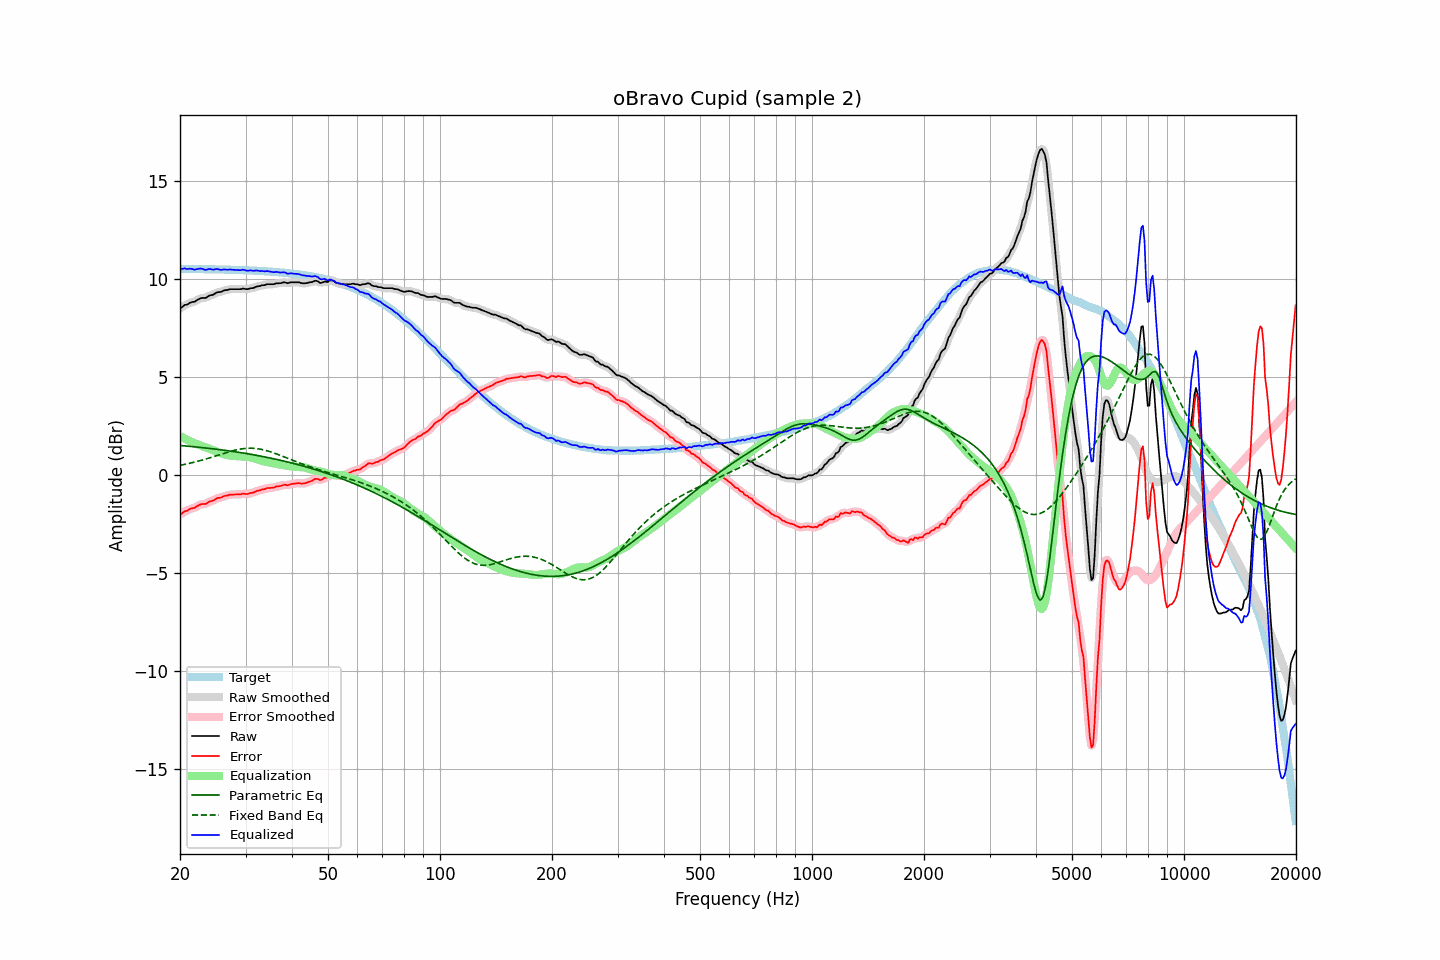 oBravo Cupid (sample 2)
Amplitude (dBr)
15
10
5
0
−5
−10
−15
Target
Raw Smoothed
Error Smoothed
Raw
Error
Equalization
Parametric Eq
Fixed Band Eq
Equalized
20 50 100 200 500 1000 2000 5000 10000 20000
Frequency (Hz)